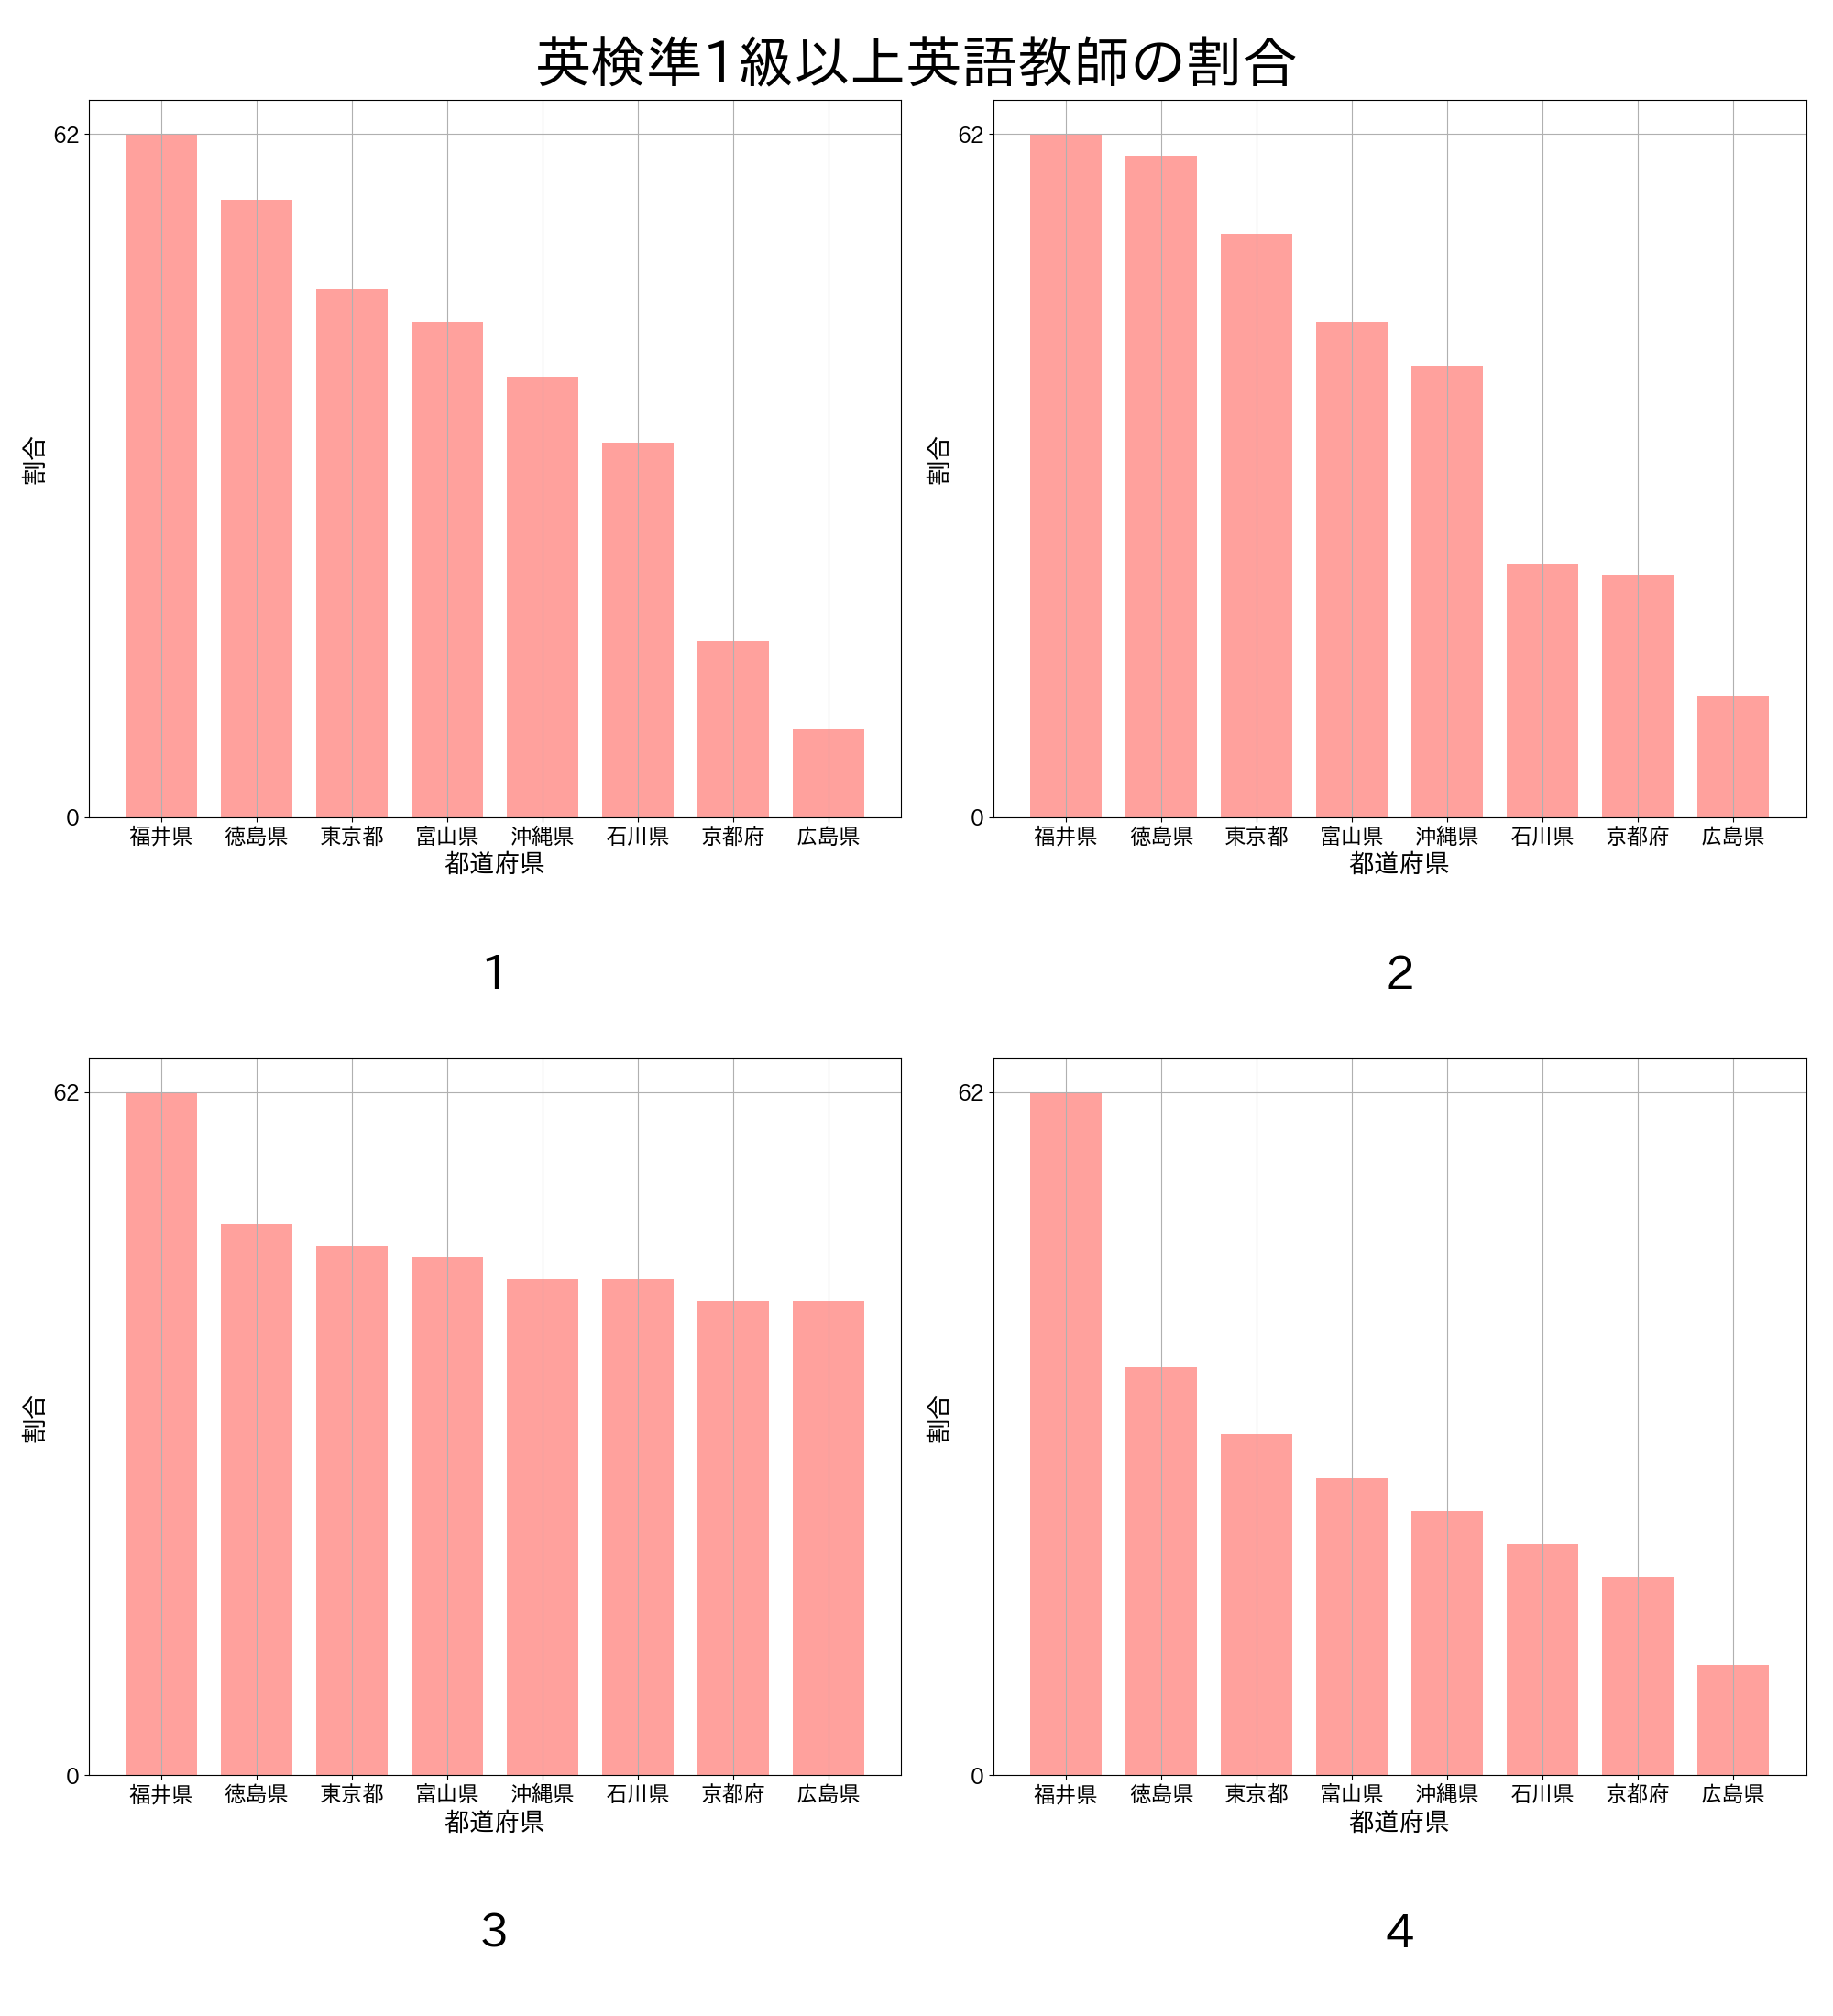 英検準1級以上英語教師の割合
62
0
割合
福井県 徳島県 東京都 富山県 沖縄県 石川県 京都府 広島県
都道府県
1
62
0
割合
福井県 徳島県 東京都 富山県 沖縄県 石川県 京都府 広島県
都道府県
2
62
0
割合
福井県 徳島県 東京都 富山県 沖縄県 石川県 京都府 広島県
都道府県
3
62
0
割合
福井県 徳島県 東京都 富山県 沖縄県 石川県 京都府 広島県
都道府県
4